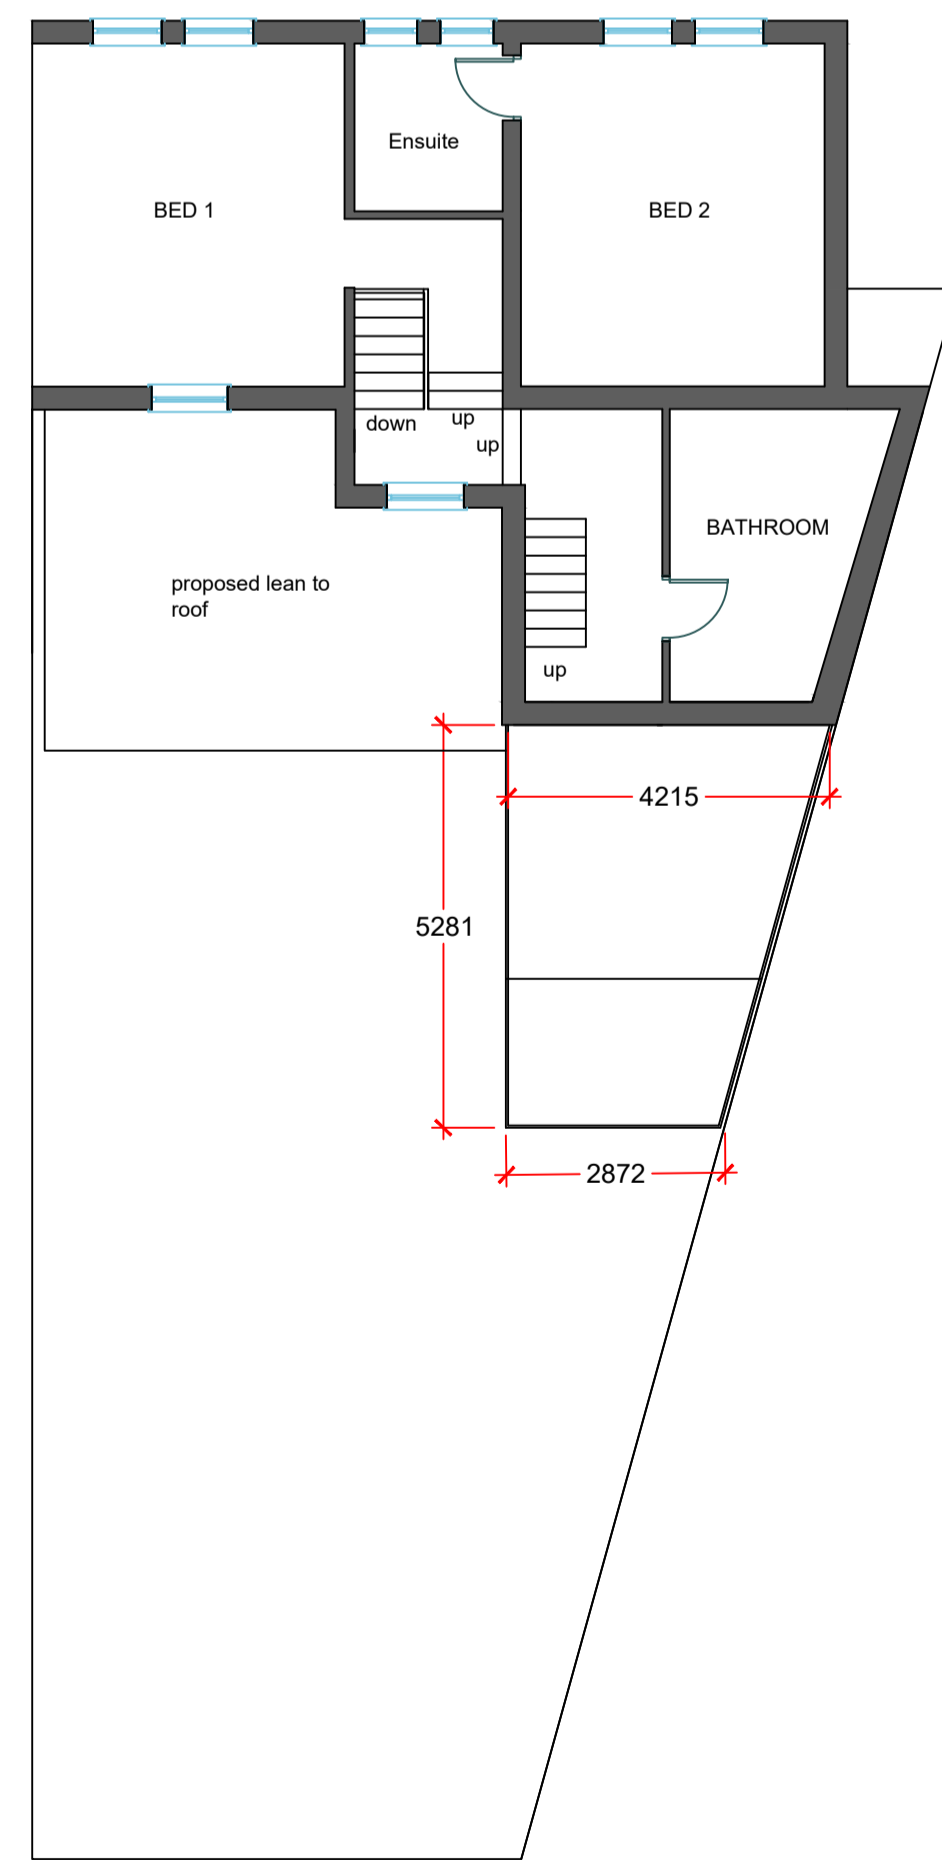 Ensuite
BED 1
BED 2
down
up
up
BATHROOM
proposed lean to
roof
up
4215
5281
2872